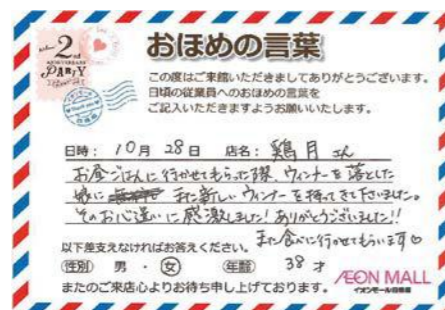 2nd
ANNIVERSARY
PARTY
おほめの言葉
この度はご来館いただきましてありがとうございます。
日頃の従業員へのおほめの言葉を
ご記入いただきますようお願いいたします。
日時: 10月 28日 店名: 鶏月さん
お昼ごはんに行かせてもらった際、ウィンナーを落とした
娘に また新しいウィンナーを持ってきて下さいました。
そのお心遣いに感激しました!ありがとうございました!!
また食べに行かせてもらいます♡
以下差支えなければお答えください。
性別 男・女 年齢 38才
またのご来店心よりお待ち申し上げております。
ÆON MALL